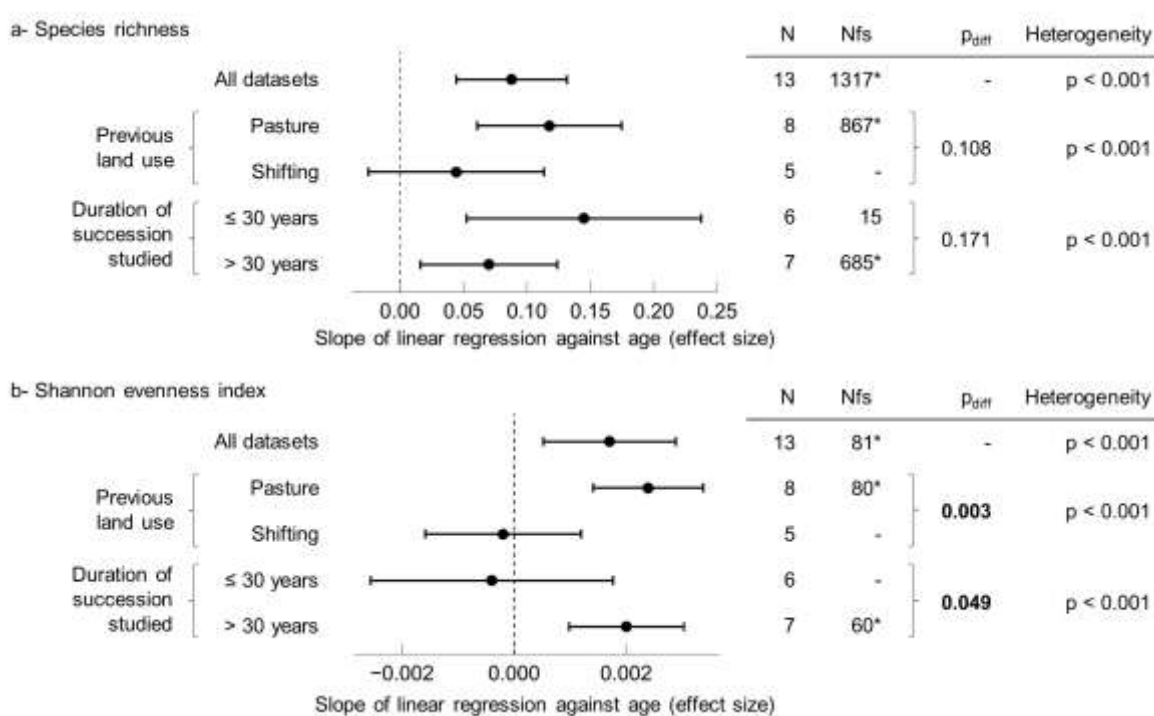 a- Species richness
N Nfs pdiff Heterogeneity
All datasets 13 1317* - p < 0.001
Previous land use
Pasture 8 867*
0.108 p < 0.001
Shifting 5 -
Duration of succession studied
≤ 30 years 6 15
0.171 p < 0.001
> 30 years 7 685*
0.00 0.05 0.10 0.15 0.20 0.25
Slope of linear regression against age (effect size)
b- Shannon evenness index
N Nfs pdiff Heterogeneity
All datasets 13 81* - p < 0.001
Previous land use
Pasture 8 80*
0.003 p < 0.001
Shifting 5 -
Duration of succession studied
≤ 30 years 6 -
0.049 p < 0.001
> 30 years 7 60*
−0.002 0.000 0.002
Slope of linear regression against age (effect size)